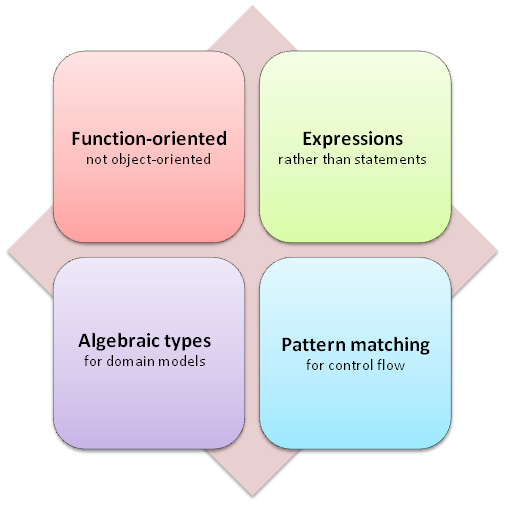 Function-oriented
not object-oriented
Expressions
rather than statements
Algebraic types
for domain models
Pattern matching
for control flow